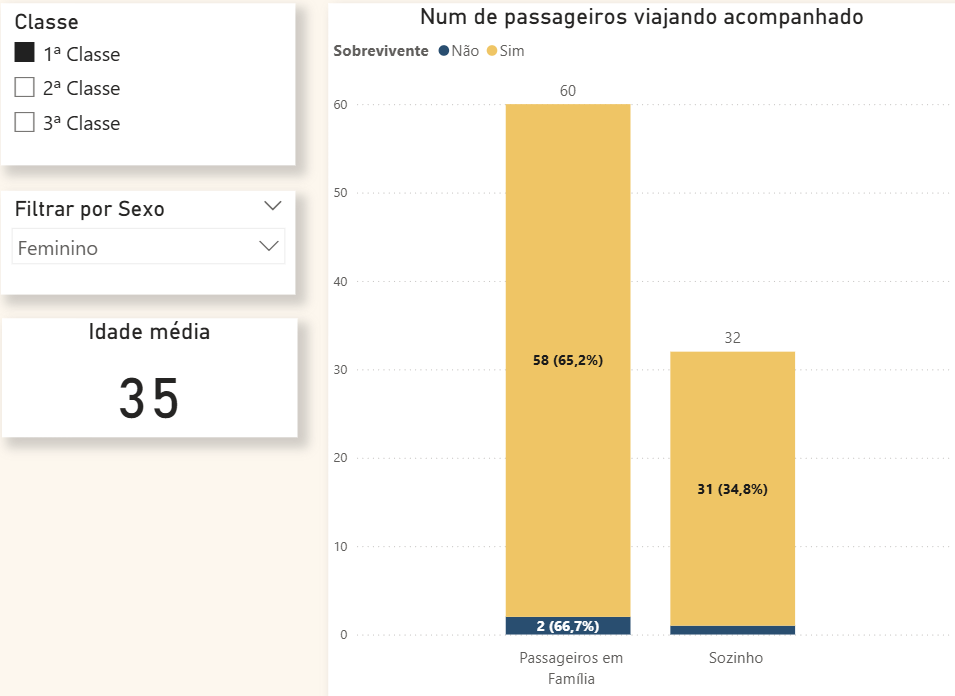 Classe
1ª Classe
2ª Classe
3ª Classe
Filtrar por Sexo
Feminino
Idade média
35
Num de passageiros viajando acompanhado
Sobrevivente Não Sim
60
50
40
30
20
10
0
60
58 (65,2%)
2 (66,7%)
32
31 (34,8%)
Passageiros em
Família
Sozinho